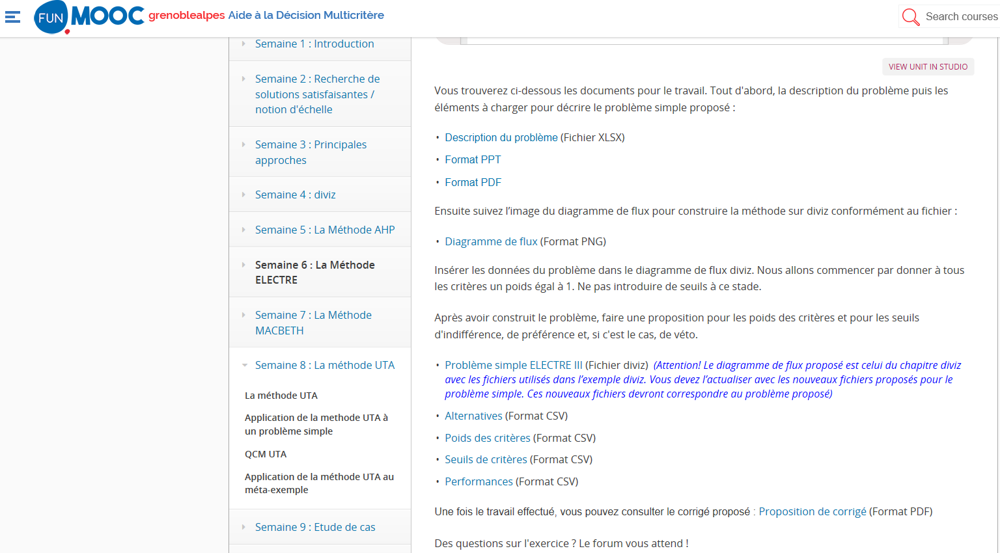 FUN MOOC grenoblealpes Aide à la Décision Multicritère
Search courses
Semaine 1 : Introduction
Semaine 2 : Recherche de
solutions satisfaisantes /
notion d'échelle
Semaine 3 : Principales
approches
Semaine 4 : diviz
Semaine 5 : La Méthode AHP
Semaine 6 : La Méthode
ELECTRE
Semaine 7 : La Méthode
MACBETH
Semaine 8 : La méthode UTA
La méthode UTA
Application de la methode UTA à
un problème simple
QCM UTA
Application de la méthode UTA au
méta-exemple
Semaine 9 : Etude de cas
VIEW UNIT IN STUDIO
Vous trouverez ci-dessous les documents pour le travail. Tout d'abord, la description du problème puis les
éléments à charger pour décrire le problème simple proposé :
• Description du problème (Fichier XLSX)
• Format PPT
• Format PDF
Ensuite suivez l’image du diagramme de flux pour construire la méthode sur diviz conformément au fichier :
• Diagramme de flux (Format PNG)
Insérer les données du problème dans le diagramme de flux diviz. Nous allons commencer par donner à tous
les critères un poids égal à 1. Ne pas introduire de seuils à ce stade.
Après avoir construit le problème, faire une proposition pour les poids des critères et pour les seuils
d'indifférence, de préférence et, si c'est le cas, de véto.
• Problème simple ELECTRE III (Fichier diviz) (Attention! Le diagramme de flux proposé est celui du chapitre diviz
avec les fichiers utilisés dans l’exemple diviz. Vous devez l’actualiser avec les nouveaux fichiers proposés pour le
problème simple. Ces nouveaux fichiers devront correspondre au problème proposé)
• Alternatives (Format CSV)
• Poids des critères (Format CSV)
• Seuils de critères (Format CSV)
• Performances (Format CSV)
Une fois le travail effectué, vous pouvez consulter le corrigé proposé : Proposition de corrigé (Format PDF)
Des questions sur l'exercice ? Le forum vous attend !